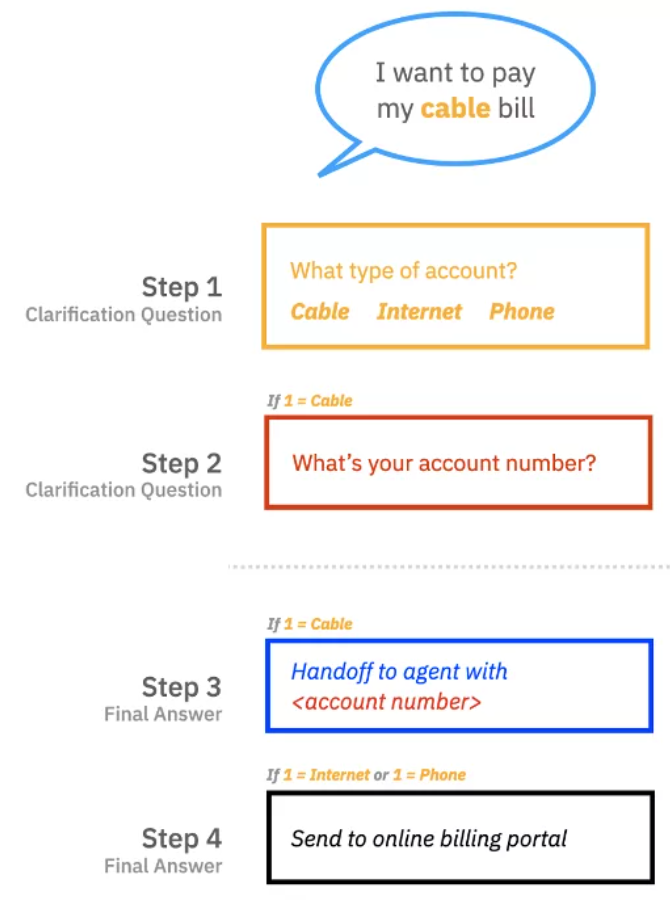 I want to pay
my cable bill
Step 1
Clarification Question
What type of account?
Cable Internet Phone
If 1 = Cable
Step 2
Clarification Question
What's your account number?
If 1 = Cable
Step 3
Final Answer
Handoff to agent with
<account number>
If 1 = Internet or 1 = Phone
Step 4
Final Answer
Send to online billing portal